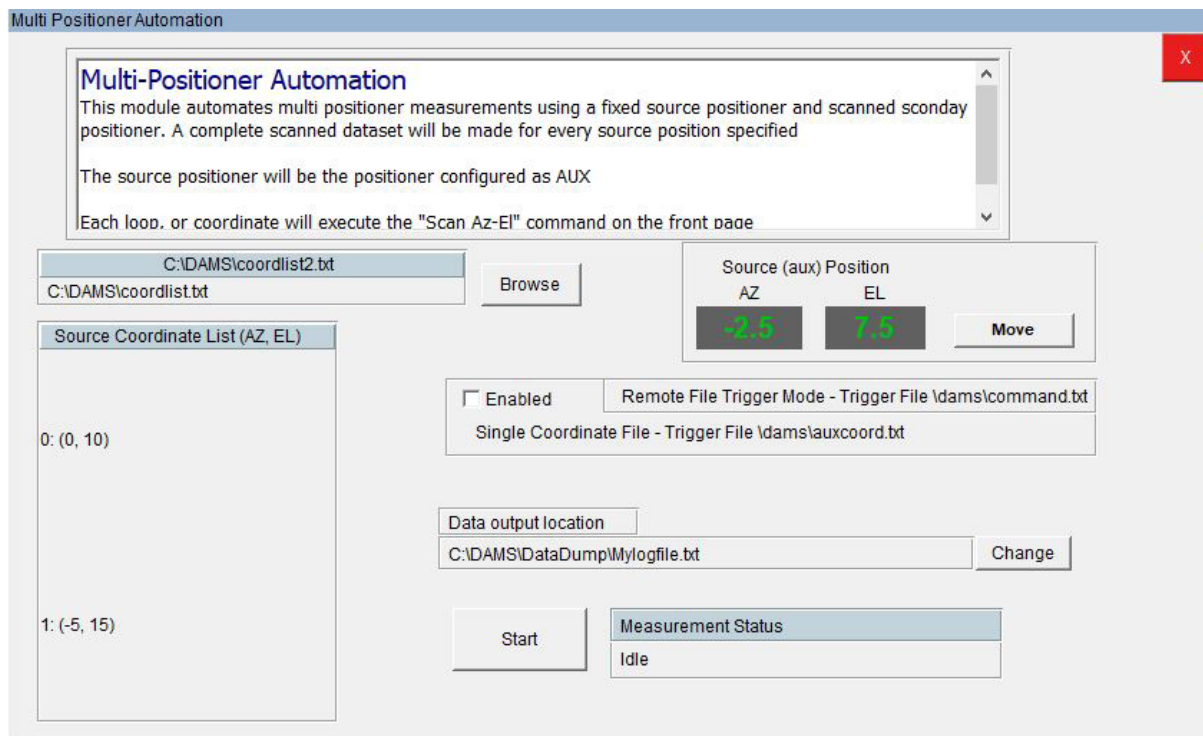 Multi Positioner Automation
X
Multi-Positioner Automation
This module automates multi positioner measurements using a fixed source positioner and scanned sconday
positioner. A complete scanned dataset will be made for every source position specified
The source positioner will be the positioner configured as AUX
Each loop, or coordinate will execute the "Scan Az-El" command on the front page
C:\DAMS\coordlist2.txt
C:\DAMS\coordlist.txt
Browse
Source (aux) Position
AZ EL
-2.5 7.5
Move
Source Coordinate List (AZ, EL)
0: (0, 10)
1: (-5, 15)
Enabled
Remote File Trigger Mode - Trigger File \dams\command.txt
Single Coordinate File - Trigger File \dams\auxcoord.txt
Data output location
C:\DAMS\DataDump\Mylogfile.txt
Change
Start
Measurement Status
Idle